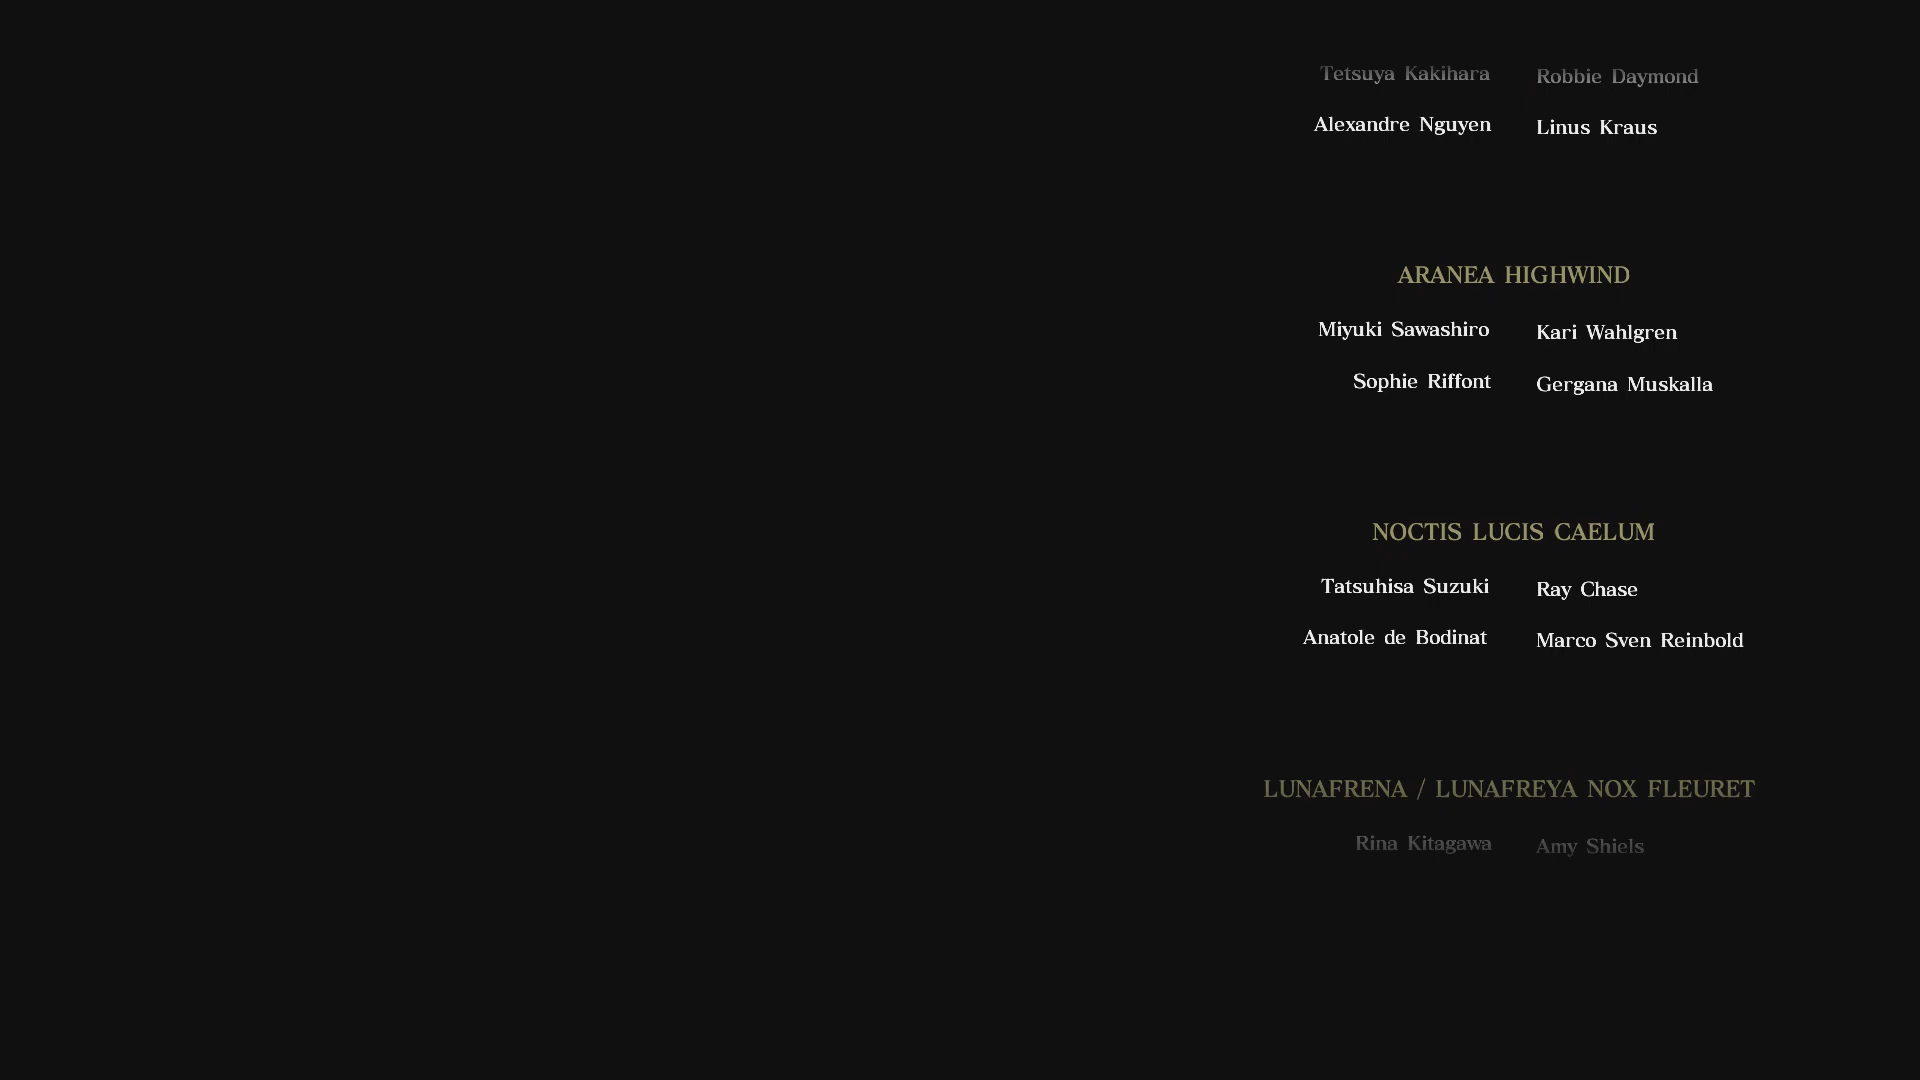 Tetsuya Kakihara Robbie Daymond
Alexandre Nguyen Linus Kraus
ARANEA HIGHWIND
Miyuki Sawashiro Kari Wahlgren
Sophie Riffont Gergana Muskalla
NOCTIS LUCIS CAELUM
Tatsuhisa Suzuki Ray Chase
Anatole de Bodinat Marco Sven Reinbold
LUNAFRENA / LUNAFREYA NOX FLEURET
Rina Kitagawa Amy Shiels